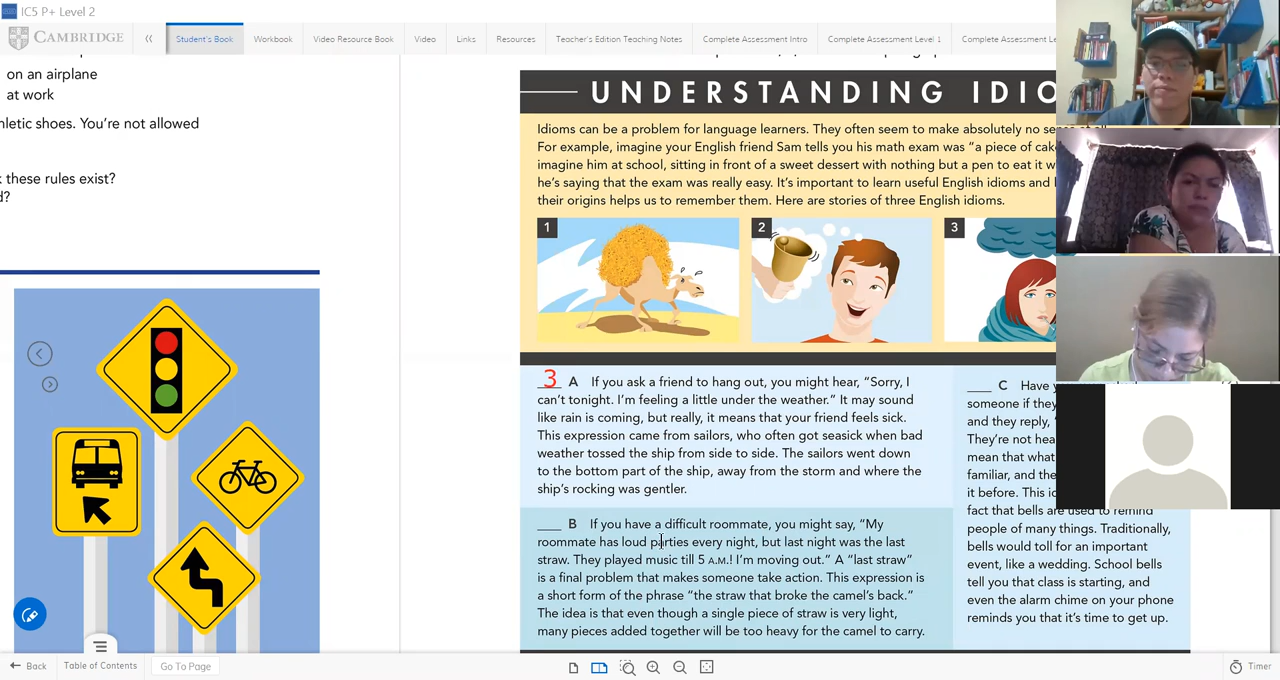 IC5 P+ Level 2
CAMBRIDGE
Student's Book
Workbook
Video Resource Book
Video
Links
Resources
Teacher's Edition Teaching Notes
Complete Assessment Intro
Complete Assessment Level 1
Complete Assessment Le
on an airplane
at work
hletic shoes. You're not allowed
k these rules exist?
d?
UNDERSTANDING IDIO
Idioms can be a problem for language learners. They often seem to make absolutely no sense at all.
For example, imagine your English friend Sam tells you his math exam was “a piece of cak
imagine him at school, sitting in front of a sweet dessert with nothing but a pen to eat it w
he's saying that the exam was really easy. It's important to learn useful English idioms and
their origins helps us to remember them. Here are stories of three English idioms.
1
2
3
3 A If you ask a friend to hang out, you might hear, “Sorry, I
can't tonight. I'm feeling a little under the weather.” It may sound
like rain is coming, but really, it means that your friend feels sick.
This expression came from sailors, who often got seasick when bad
weather tossed the ship from side to side. The sailors went down
to the bottom part of the ship, away from the storm and where the
ship's rocking was gentler.
____ B If you have a difficult roommate, you might say, “My
roommate has loud parties every night, but last night was the last
straw. They played music till 5 A.M.! I'm moving out.” A “last straw”
is a final problem that makes someone take action. This expression is
a short form of the phrase “the straw that broke the camel's back.”
The idea is that even though a single piece of straw is very light,
many pieces added together will be too heavy for the camel to carry.
____ C Have
someone if they
and they reply, “
They're not hea
mean that what
familiar, and the
it before. This
fact that bells are used to remind
people of many things. Traditionally,
bells would toll for an important
event, like a wedding. School bells
tell you that class is starting, and
even the alarm chime on your phone
reminds you that it's time to get up.
Back
Table of Contents
Go To Page
Timer